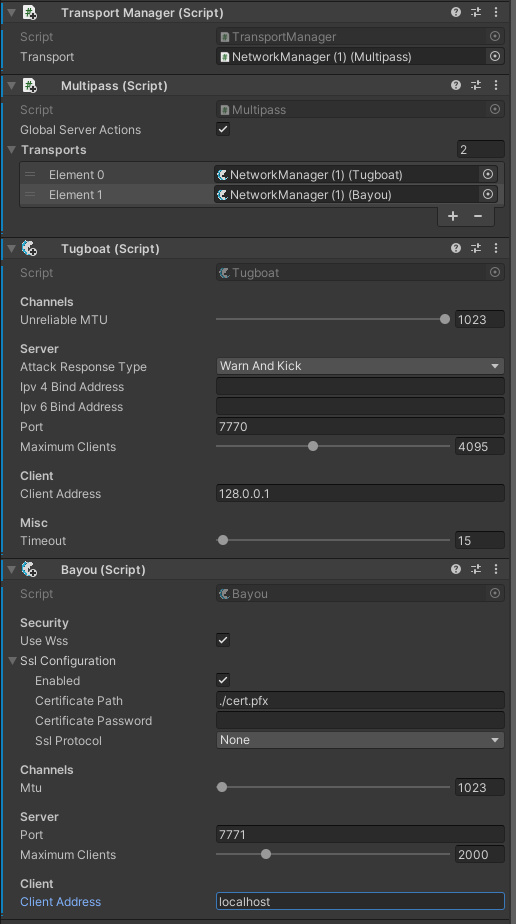 Transport Manager (Script)
Script TransportManager
Transport NetworkManager (1) (Multipass)
Multipass (Script)
Script Multipass
Global Server Actions
Transports 2
Element 0 NetworkManager (1) (Tugboat)
Element 1 NetworkManager (1) (Bayou)
+ −
Tugboat (Script)
Script Tugboat
Channels
Unreliable MTU 1023
Server
Attack Response Type Warn And Kick
Ipv 4 Bind Address
Ipv 6 Bind Address
Port 7770
Maximum Clients 4095
Client
Client Address 128.0.0.1
Misc
Timeout 15
Bayou (Script)
Script Bayou
Security
Use Wss
Ssl Configuration
Enabled
Certificate Path ./cert.pfx
Certificate Password
Ssl Protocol None
Channels
Mtu 1023
Server
Port 7771
Maximum Clients 2000
Client
Client Address localhost